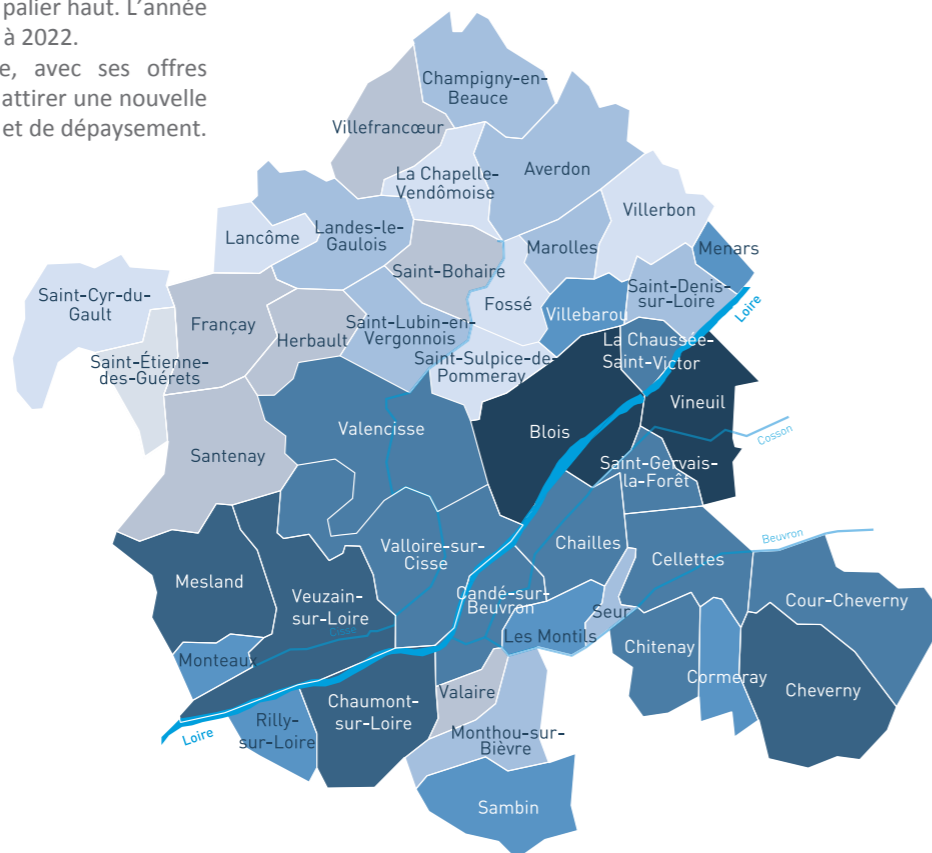 palier haut. L'année
à 2022.
e, avec ses offres
attirer une nouvelle
et de dépaysement.
Champigny-en-
Beauce
Villefrancœur
La Chapelle-
Vendômoise
Averdon
Villerbon
Lancôme
Landes-le-
Gaulois
Marolles
Menars
Saint-Bohaire
Saint-Cyr-du-
Gault
Fossé
Saint-Denis-
sur-Loire
Loire
Villebarou
Françay
Herbault
Saint-Lubin-en-
Vergonnois
La Chaussée-
Saint-Victor
Saint-Étienne-
des-Guérets
Saint-Sulpice-de-
Pommeray
Vineuil
Valencisse
Blois
Cosson
Santenay
Saint-Gervais-
la-Forêt
Beuvron
Valloire-sur-
Cisse
Chailles
Cellettes
Mesland
Veuzain-
sur-Loire
Candé-sur-
Beuvron
Seur
Cour-Cheverny
Cisse
Les Montils
Chitenay
Monteaux
Cormeray
Cheverny
Valaire
Chaumont-
sur-Loire
Rilly-
sur-Loire
Loire
Monthou-sur-
Bièvre
Sambin